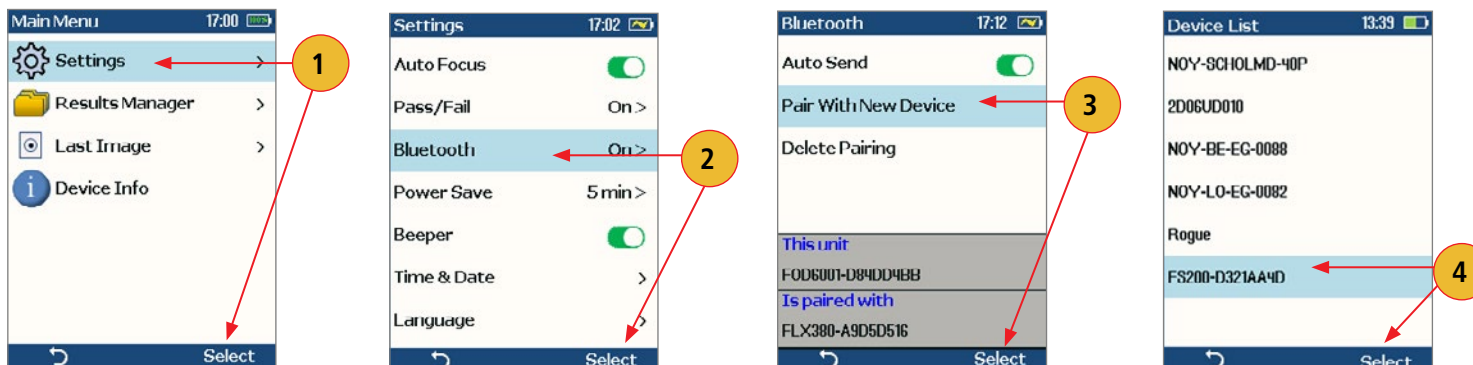 Main Menu 17:00 100%
Settings >
Results Manager >
Last Image >
Device Info
Select
1
Settings 17:02
Auto Focus
Pass/Fail On >
Bluetooth On >
Power Save 5 min >
Beeper
Time & Date >
Language >
Select
2
Bluetooth 17:12
Auto Send
Pair With New Device
Delete Pairing
This unit
FOD6001-D84DD4BB
Is paired with
FLX380-A9D5D516
Select
3
Device List 13:39
NOY-SCHOLMD-40P
2D06UD010
NOY-BE-EG-0088
NOY-LO-EG-0082
Rogue
FS200-D321AA4D
Select
4